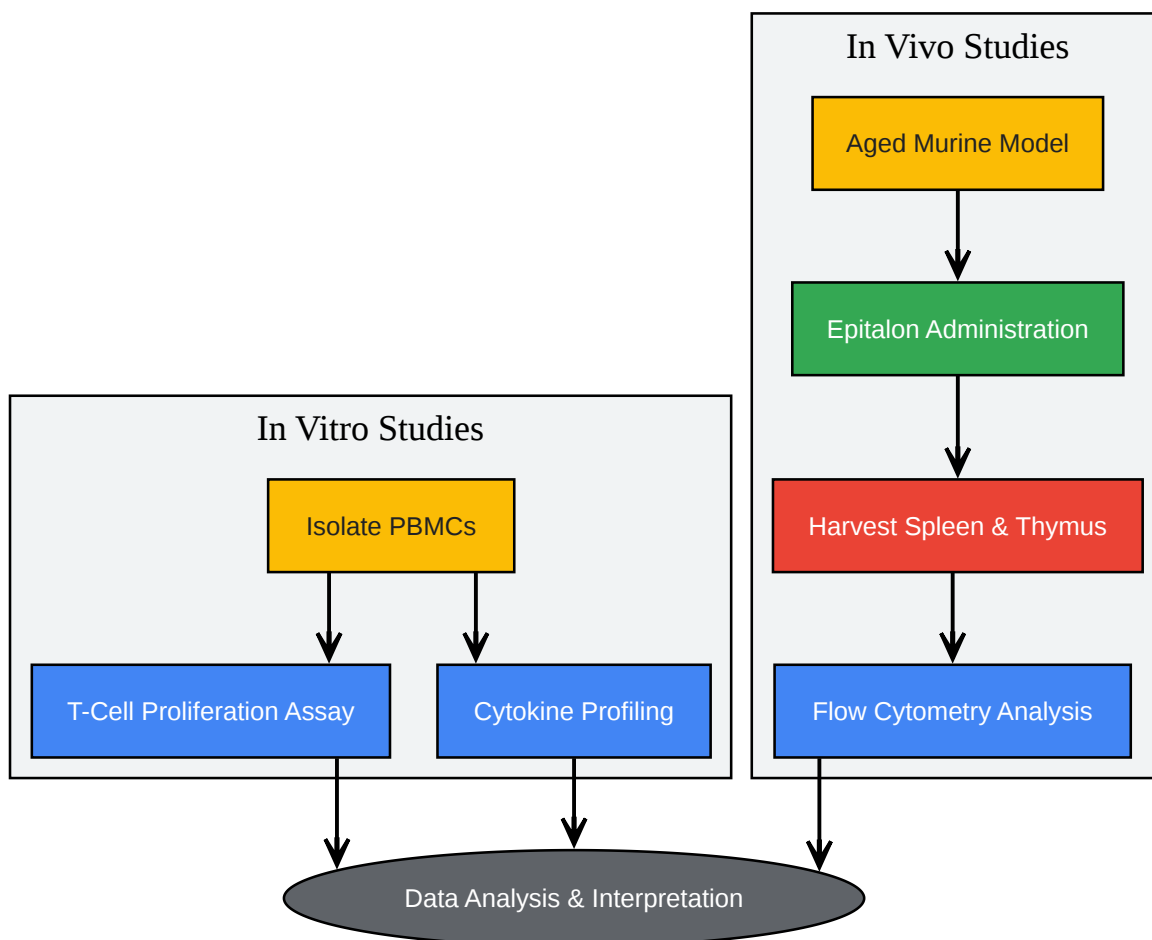 In Vivo Studies
Aged Murine Model
Epitalon Administration
Harvest Spleen & Thymus
Flow Cytometry Analysis
In Vitro Studies
Isolate PBMCs
T-Cell Proliferation Assay
Cytokine Profiling
Data Analysis & Interpretation